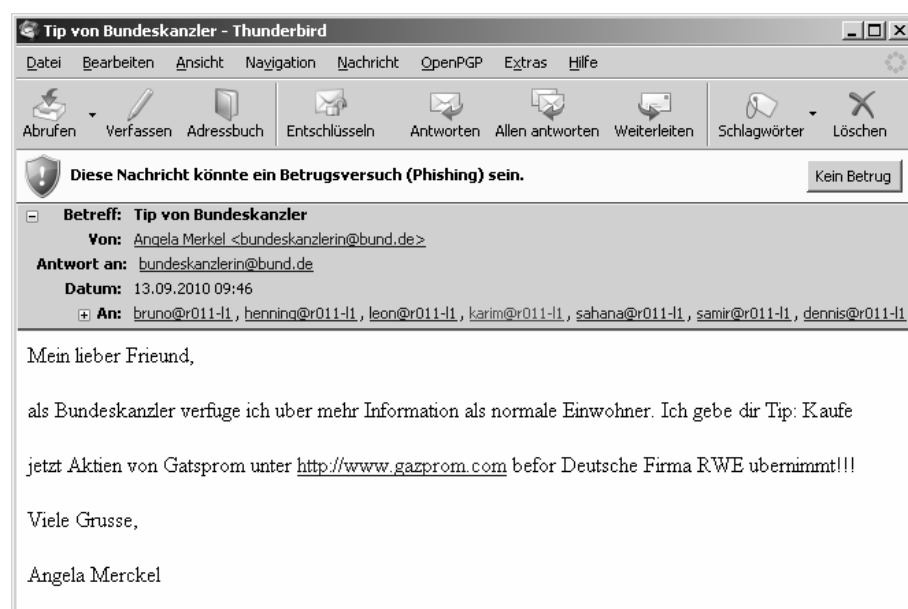 Tip von Bundeskanzler - Thunderbird
Datei Bearbeiten Ansicht Navigation Nachricht OpenPGP Extras Hilfe
Abrufen Verfassen Adressbuch Entschlüsseln Antworten Allen antworten Weiterleiten Schlagwörter Löschen
Diese Nachricht könnte ein Betrugsversuch (Phishing) sein. Kein Betrug
Betreff: Tip von Bundeskanzler
Von: Angela Merkel <bundeskanzlerin@bund.de>
Antwort an: bundeskanzlerin@bund.de
Datum: 13.09.2010 09:46
An: bruno@r011-l1, henning@r011-l1, leon@r011-l1, karim@r011-l1, sahana@r011-l1, samir@r011-l1, dennis@r011-l1
Mein lieber Frieund,
als Bundeskanzler verfuge ich uber mehr Information als normale Einwohner. Ich gebe dir Tip: Kaufe
jetzt Aktien von Gatsprom unter http://www.gazprom.com befor Deutsche Firma RWE ubernimmt!!!
Viele Grusse,
Angela Merckel